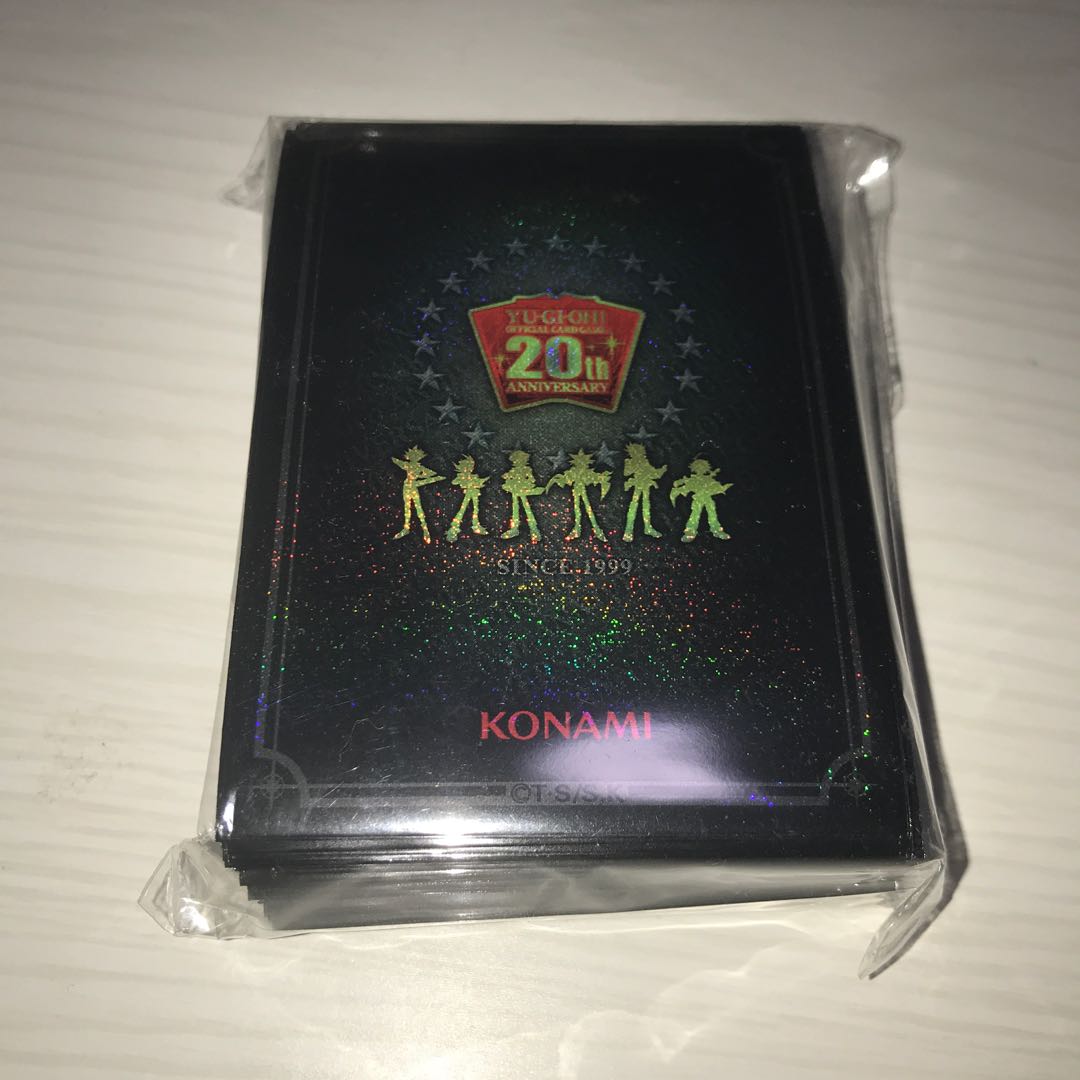 YU-GI-OH!
OFFICIAL CARD GAME
20th
ANNIVERSARY
SINCE 1999
KONAMI
©T·S/S.K